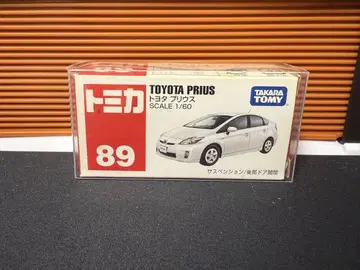 トミカ
89
TOYOTA PRIUS
トヨタ プリウス
SCALE 1/60
TAKARA
TOMY
サスペンション/後部ドア開閉